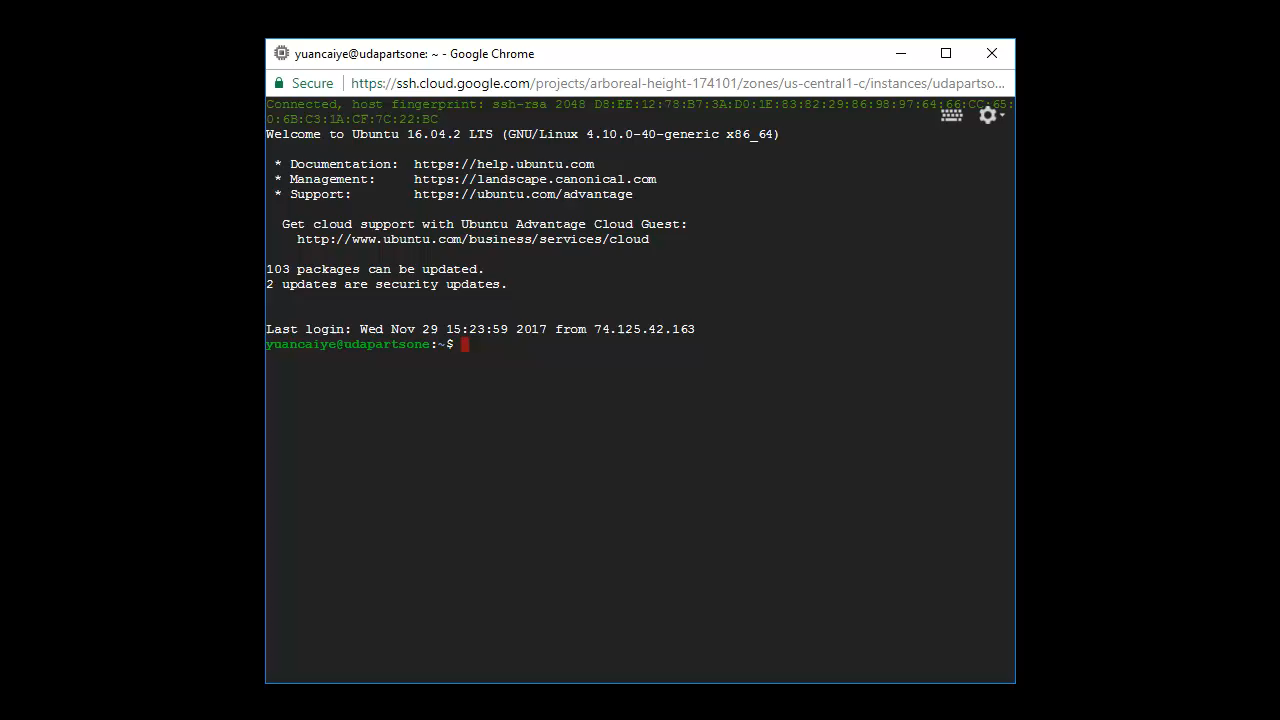 yuancaiye@udapartsone: ~ - Google Chrome
Secure https://ssh.cloud.google.com/projects/arboreal-height-174101/zones/us-central1-c/instances/udapartso...
Connected, host fingerprint: ssh-rsa 2048 D8:EE:12:78:B7:3A:D0:1E:83:82:29:86:98:97:64:66:CC:65:
0:6B:C3:1A:CF:7C:22:BC
Welcome to Ubuntu 16.04.2 LTS (GNU/Linux 4.10.0-40-generic x86_64)
* Documentation: https://help.ubuntu.com
* Management: https://landscape.canonical.com
* Support: https://ubuntu.com/advantage
Get cloud support with Ubuntu Advantage Cloud Guest:
http://www.ubuntu.com/business/services/cloud
103 packages can be updated.
2 updates are security updates.
Last login: Wed Nov 29 15:23:59 2017 from 74.125.42.163
yuancaiye@udapartsone:~$